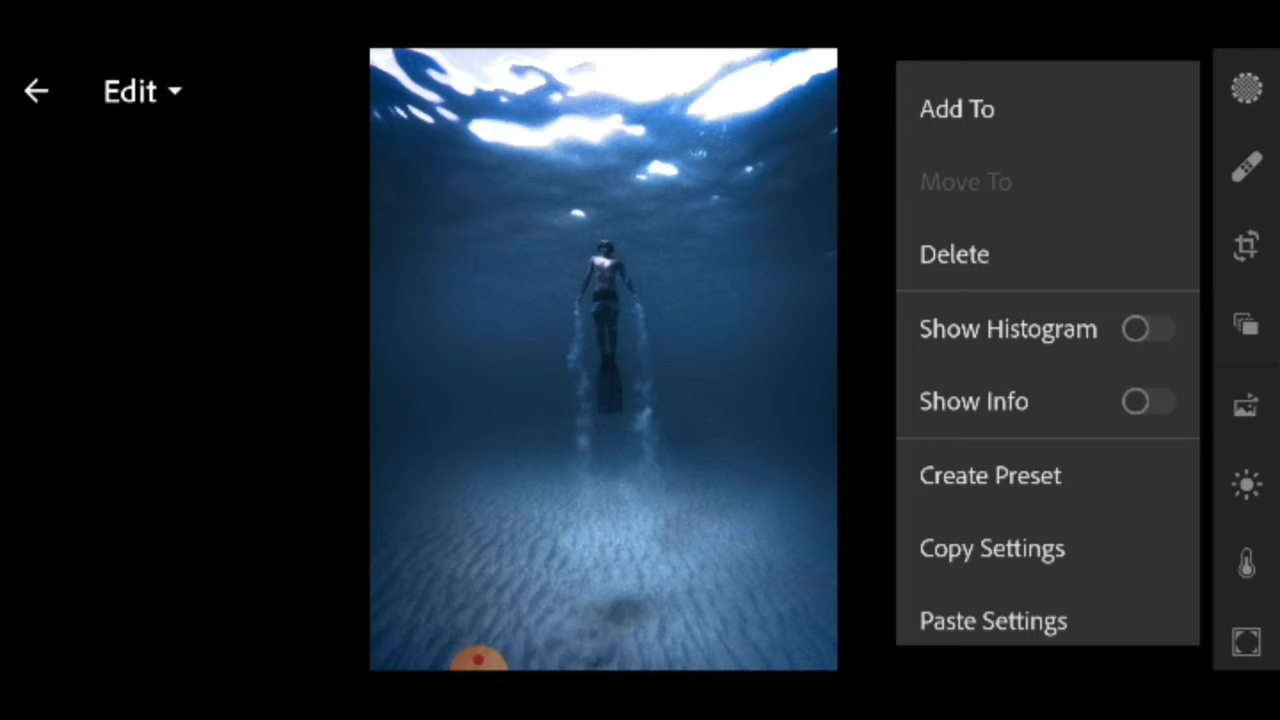 Edit
Add To
Move To
Delete
Show Histogram
Show Info
Create Preset
Copy Settings
Paste Settings